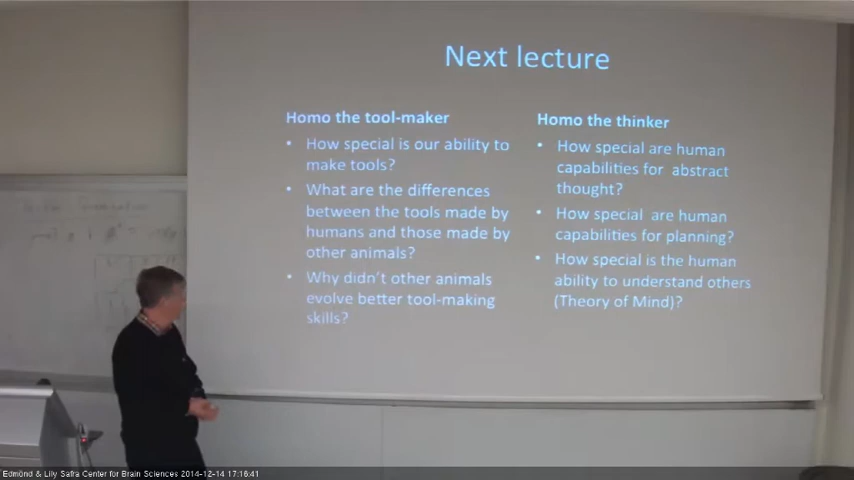 Next lecture
Homo the tool-maker
• How special is our ability to
make tools?
• What are the differences
between the tools made by
humans and those made by
other animals?
• Why didn't other animals
evolve better tool-making
skills?
Homo the thinker
• How special are human
capabilities for abstract
thought?
• How special are human
capabilities for planning?
• How special is the human
ability to understand others
(Theory of Mind)?
Edmond & Lily Safra Center for Brain Sciences 2014-12-14 17:16:41